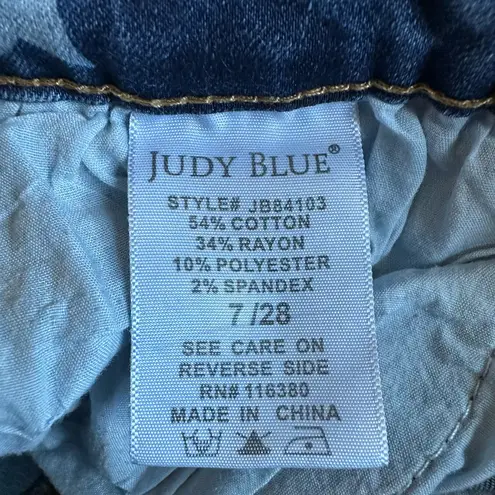 JUDY BLUE®
STYLE# JB84103
54% COTTON
34% RAYON
10% POLYESTER
2% SPANDEX
7/28
SEE CARE ON
REVERSE SIDE
RN# 116380
MADE IN CHINA